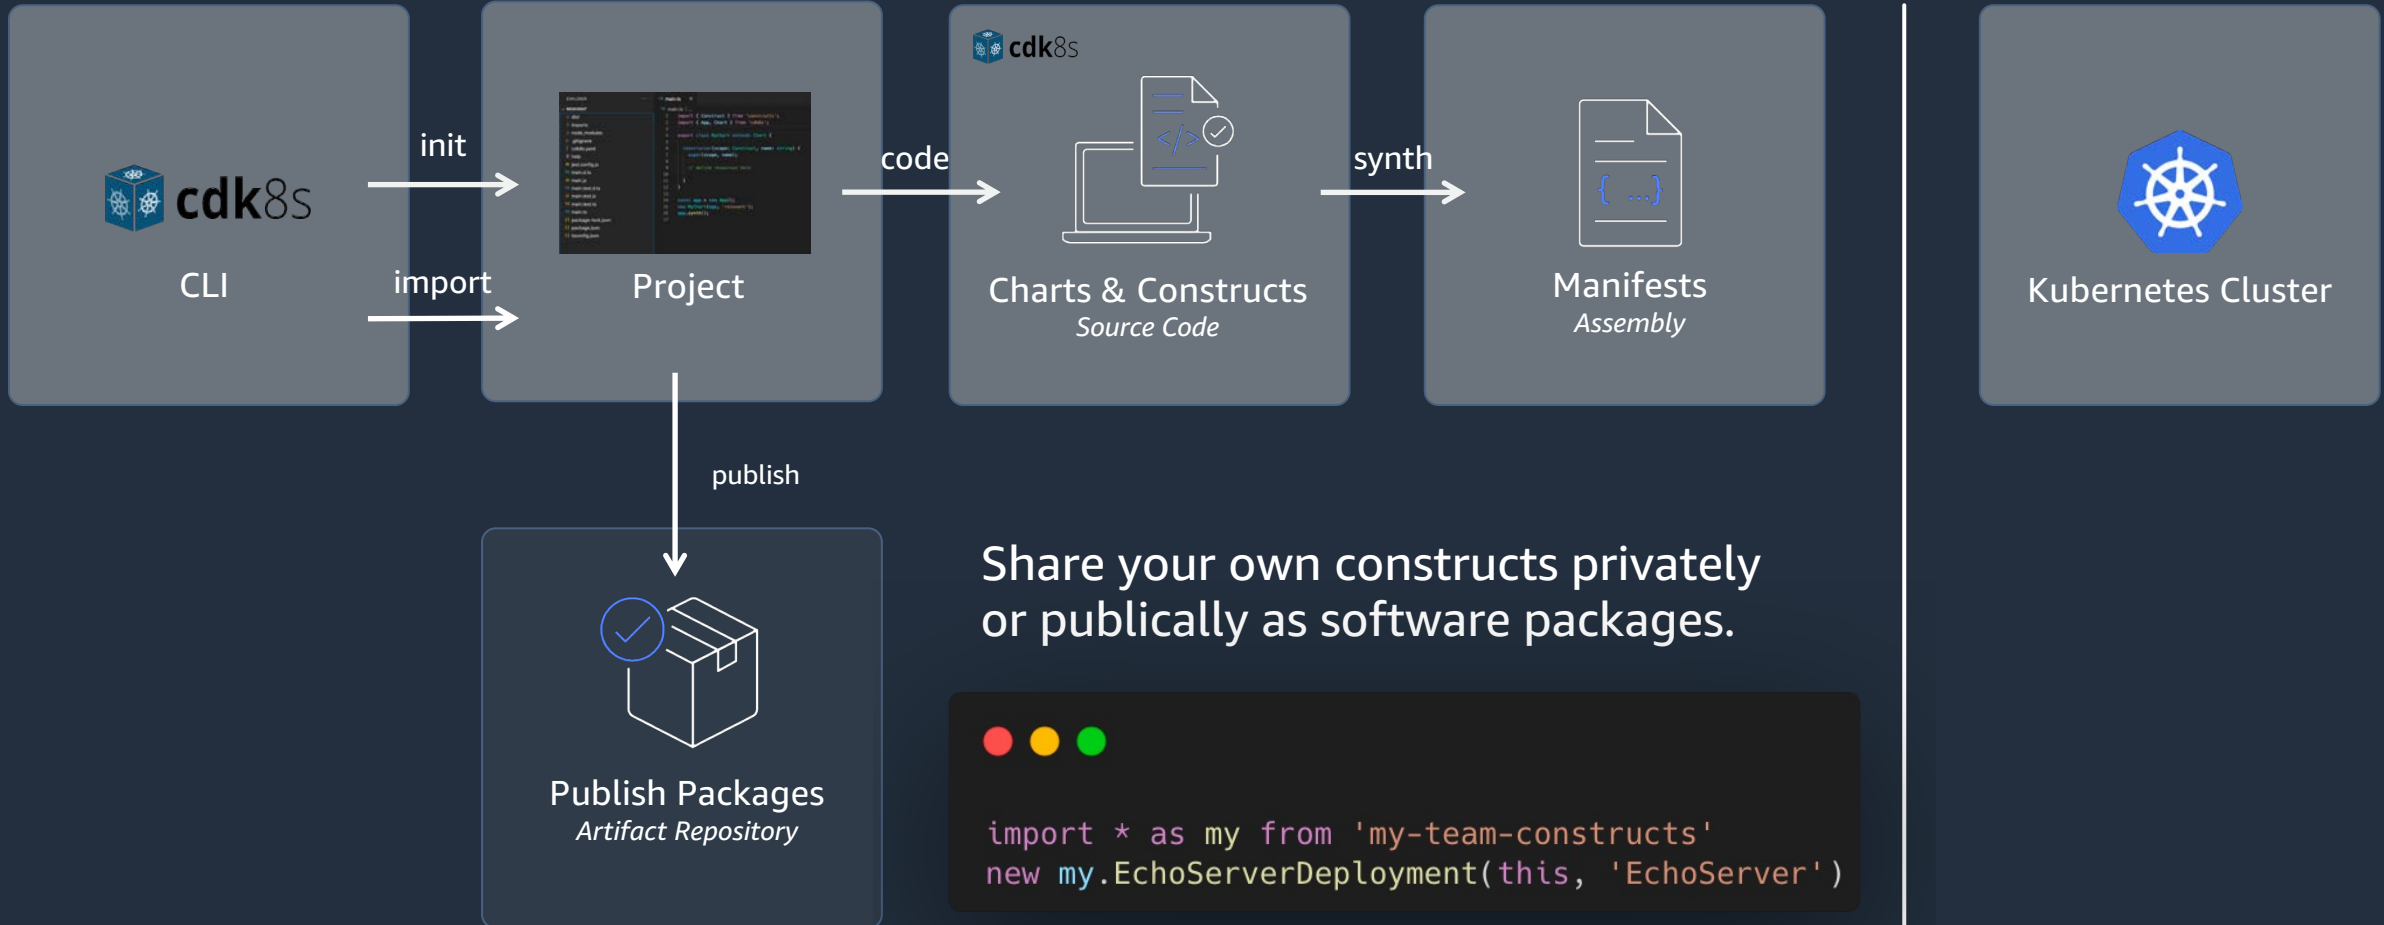 cdk8s
CLI
init
import
Project
code
cdk8s
</>
Charts & Constructs
Source Code
synth
{ ...}
Manifests
Assembly
Kubernetes Cluster
publish
Publish Packages
Artifact Repository
Share your own constructs privately
or publically as software packages.
import * as my from 'my-team-constructs'
new my.EchoServerDeployment(this, 'EchoServer')